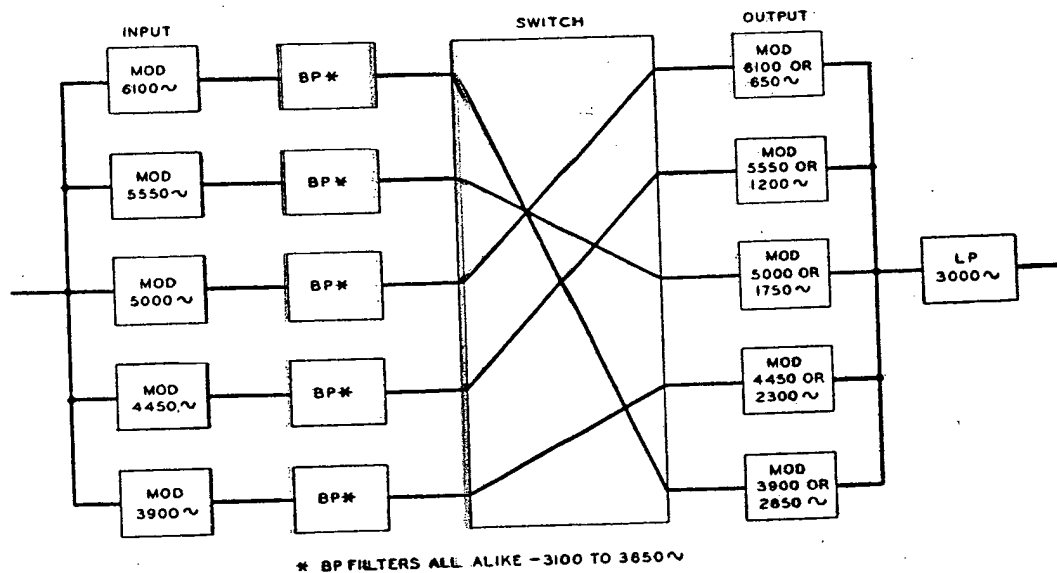 INPUT
SWITCH
OUTPUT
MOD
6100~
BP*
MOD
6100 OR
650~
MOD
5550~
BP*
MOD
5550 OR
1200~
MOD
5000~
BP*
MOD
5000 OR
1750~
LP
3000~
MOD
4450~
BP*
MOD
4450 OR
2300~
MOD
3900~
BP*
MOD
3900 OR
2850~
* BP FILTERS ALL ALIKE -3100 TO 3650~